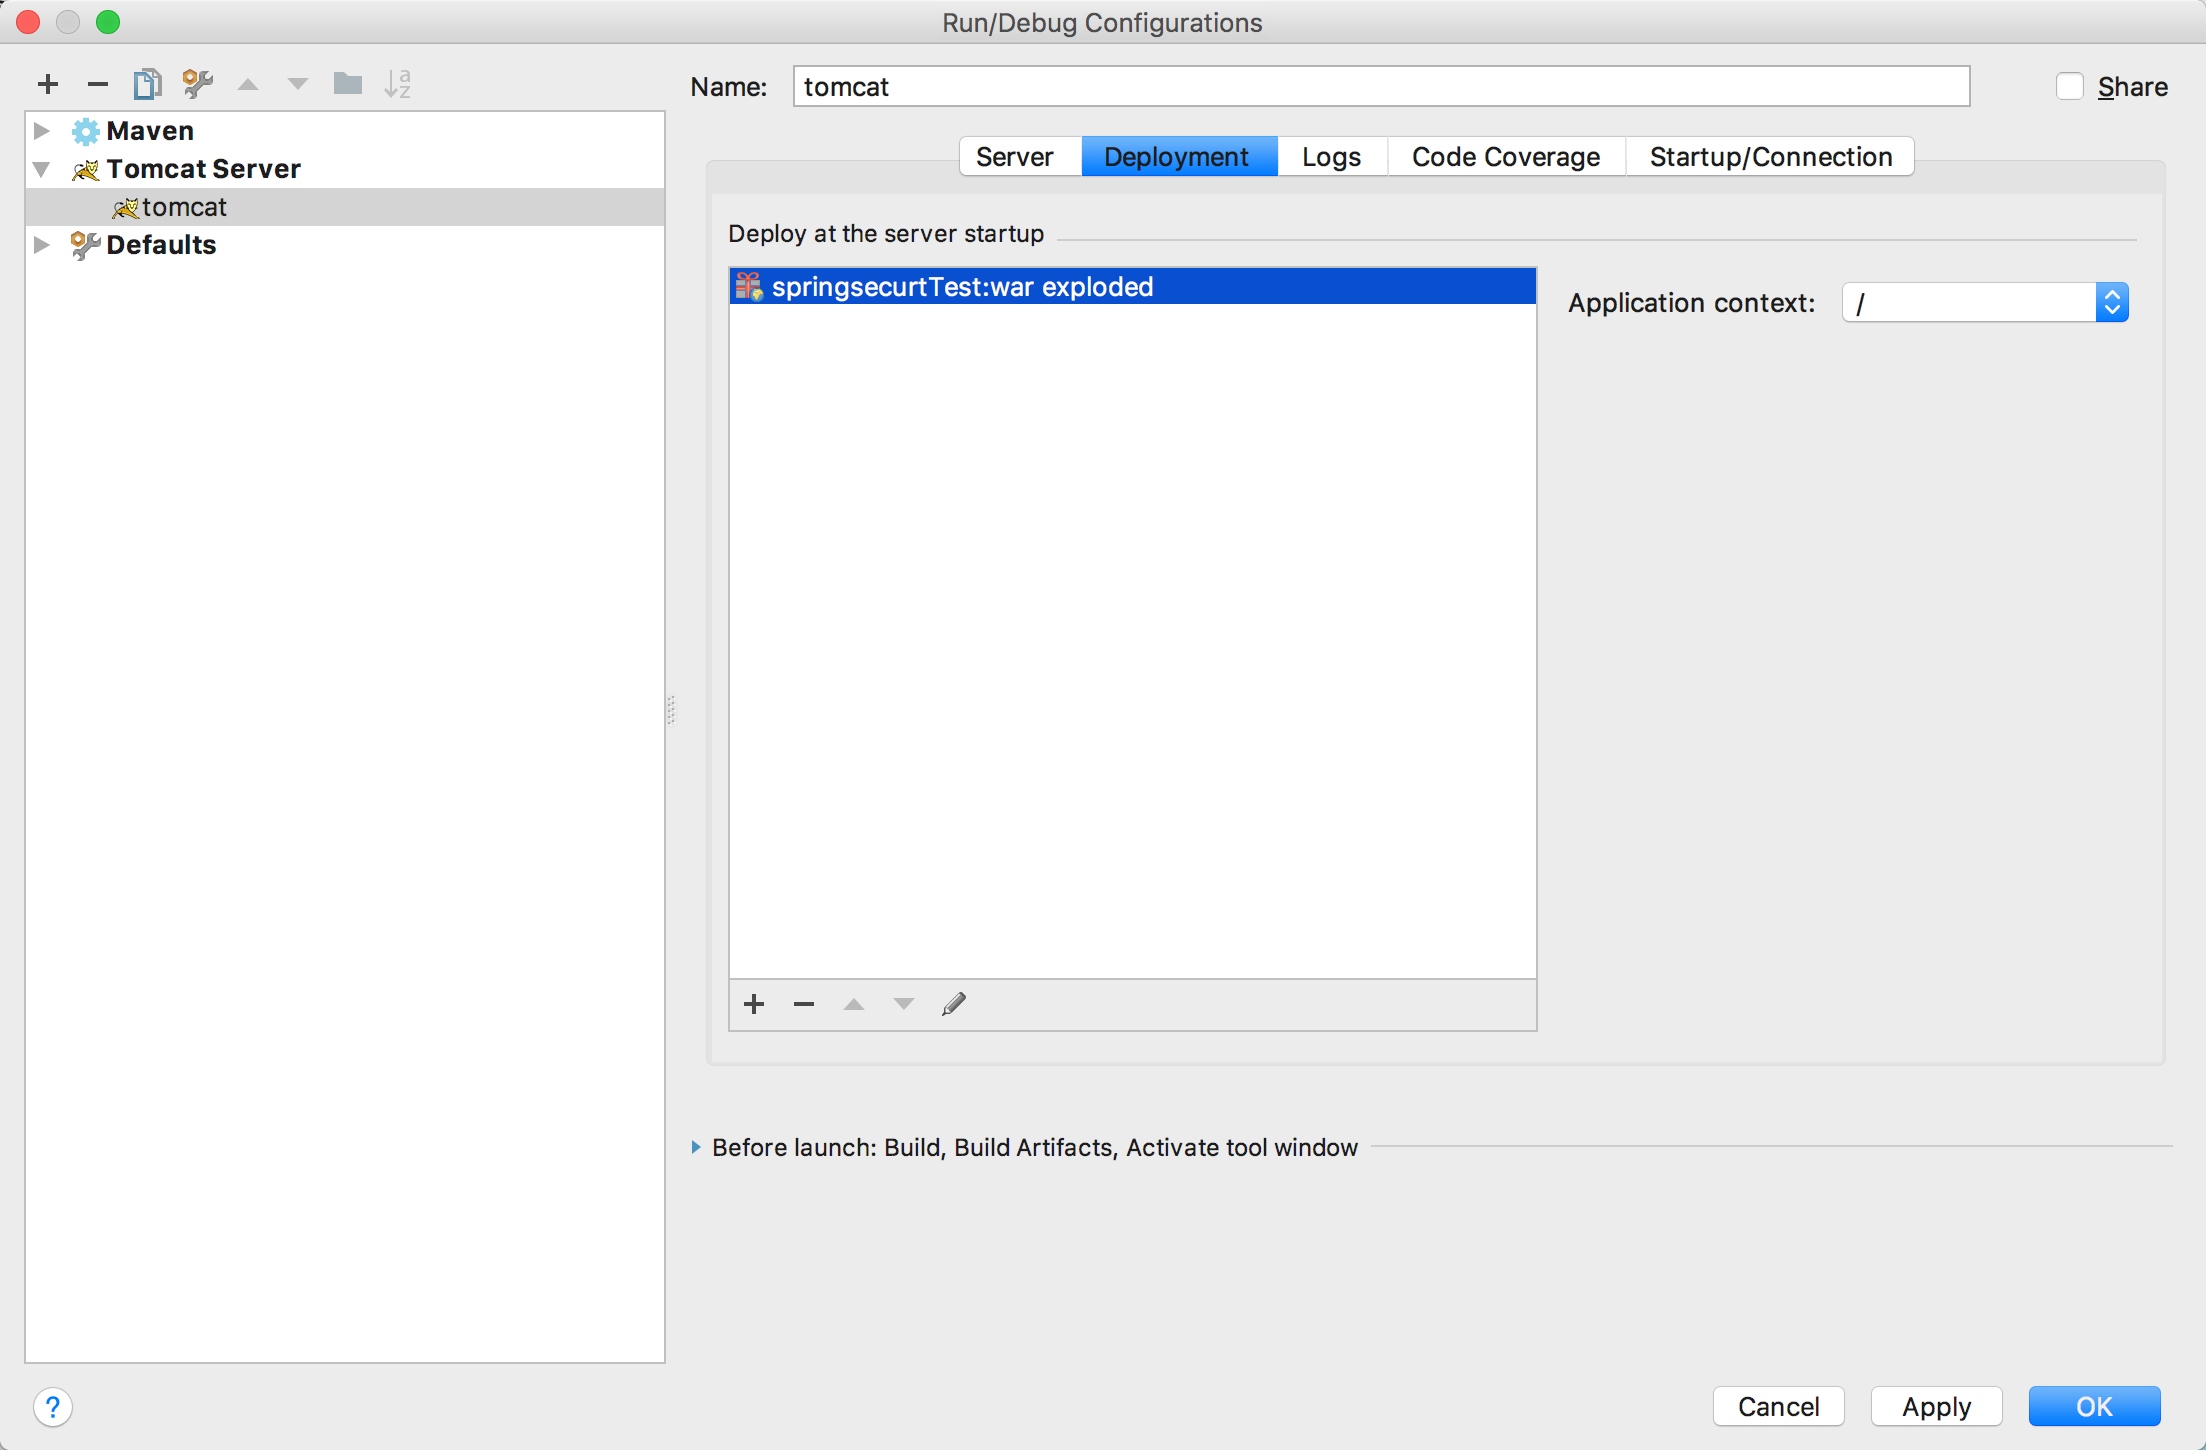 Run/Debug Configurations
Name: tomcat Share
Maven
Tomcat Server
tomcat
Defaults
Server Deployment Logs Code Coverage Startup/Connection
Deploy at the server startup
springsecurtTest:war exploded
Application context: /
Before launch: Build, Build Artifacts, Activate tool window
? Cancel Apply OK